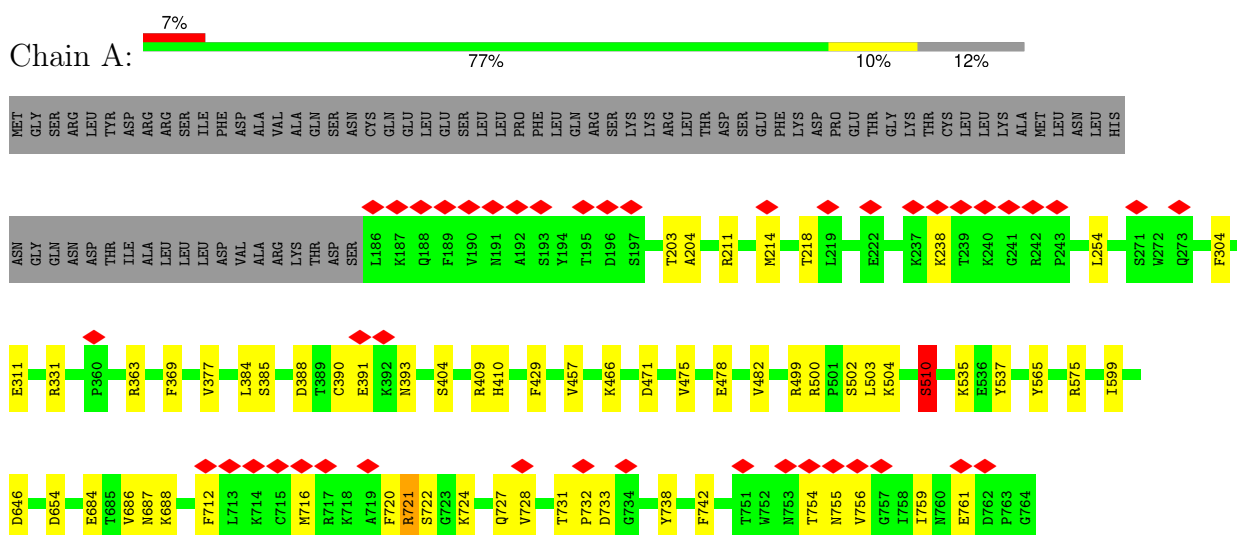 7%
Chain A:
77% 10% 12%
MET GLY SER ARG LEU TYR ASP ARG ARG SER ILE PHE ASP ALA VAL ALA GLN SER ASN CYS GLN GLU LEU GLU SER LEU LEU PRO PHE LEU GLN ARG SER LYS LYS ARG LEU THR ASP SER GLU PHE LYS ASP PRO GLU THR GLY LYS THR CYS LEU LEU LYS ALA MET LEU ASN LEU HIS
ASN GLY GLN ASN ASP THR ILE ALA LEU LEU LEU ASP VAL ALA ARG LYS THR ASP SER L186 K187 Q188 F189 V190 N191 A192 S193 Y194 T195 D196 S197 T203 A204 R211 M214 T218 L219 E222 K237 K238 T239 K240 G241 R242 P243 L254 S271 W272 Q273 F304
E311 R331 P360 R363 F369 V377 L384 S385 D388 T389 C390 E391 K392 N393 S404 R409 H410 F429 V457 K466 D471 V475 E478 V482 R499 R500 P501 S502 L503 K504 S510 K535 E536 Y537 Y565 R575 I599
D646 D654 E684 T685 V686 N687 K688 F712 L713 K714 C715 M716 R717 K718 A719 F720 R721 S722 G723 K724 Q727 V728 T731 P732 D733 G734 Y738 F742 T751 W752 N753 T754 N755 V756 G757 I758 I759 N760 E761 D762 P763 G764